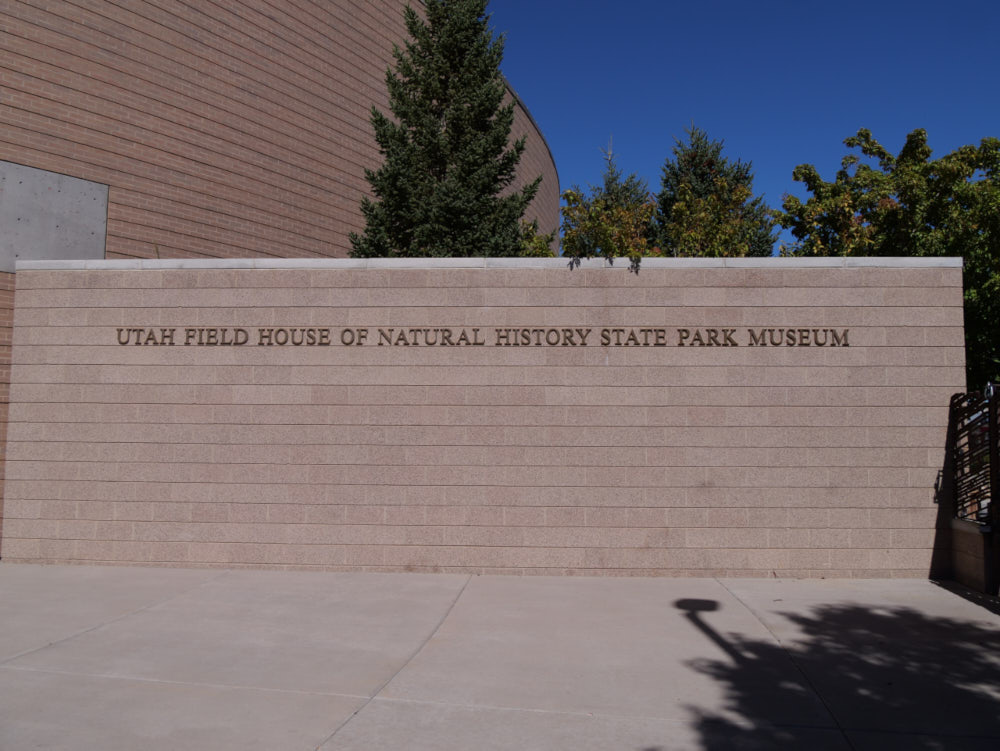 UTAH FIELD HOUSE OF NATURAL HISTORY STATE PARK MUSEUM